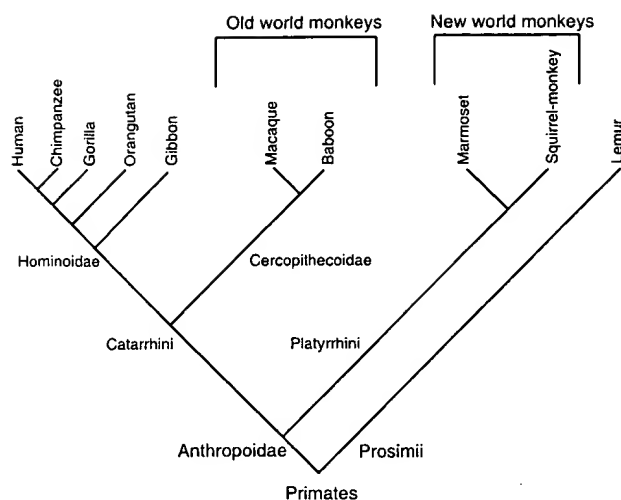 Old world monkeys
New world monkeys
Human
Chimpanzee
Gorilla
Orangutan
Gibbon
Macaque
Baboon
Marmoset
Squirrel-monkey
Lemur
Hominoidae
Cercopithecoidae
Catarrhini
Platyrrhini
Anthropoidae
Prosimii
Primates